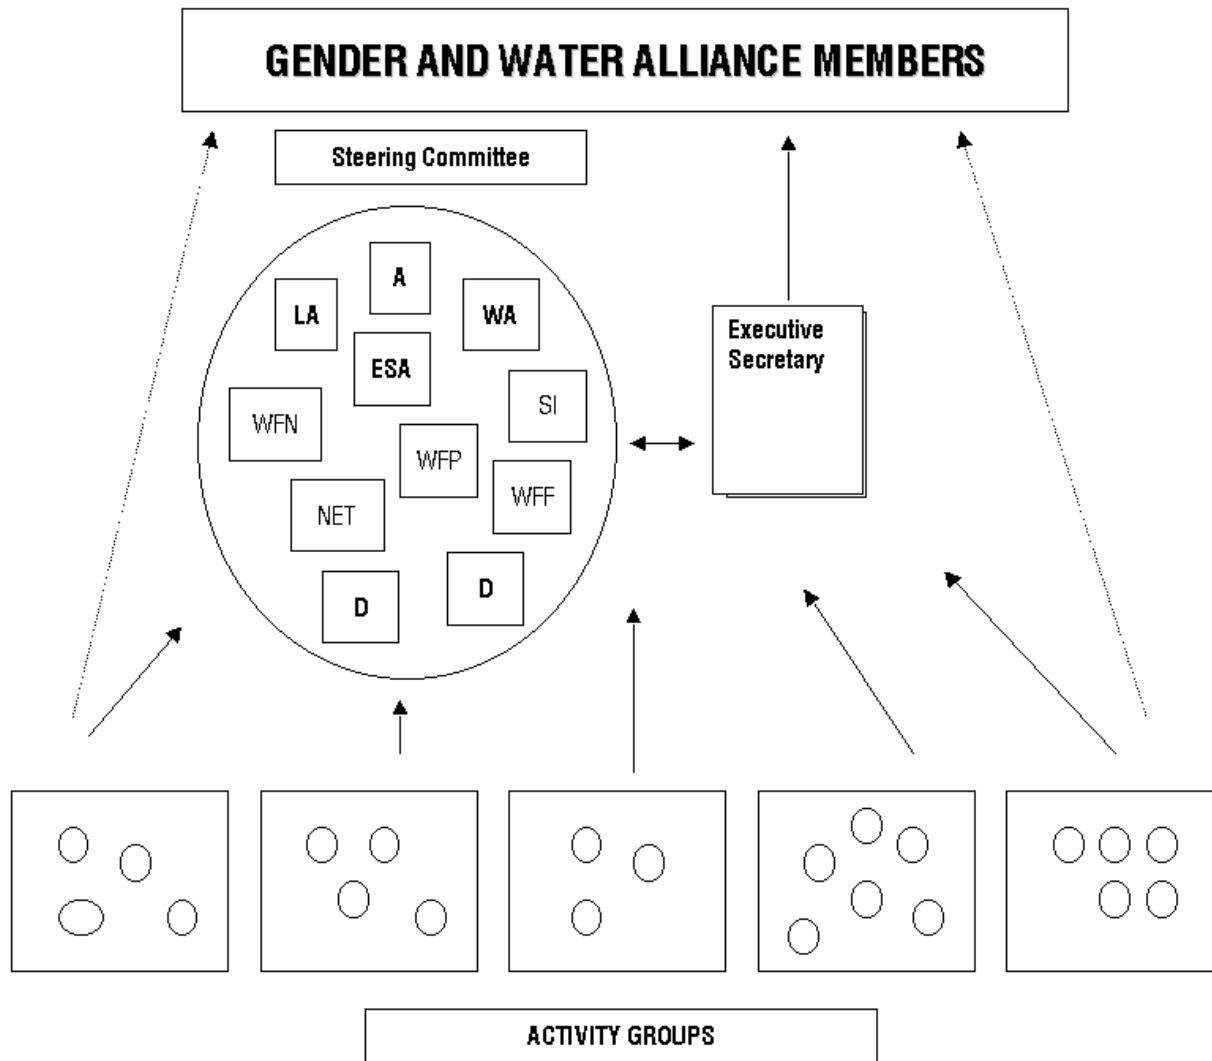 GENDER AND WATER ALLIANCE MEMBERS
Steering Committee
A
LA
WA
ESA
Executive
Secretary
SI
WFN
WFP
WFF
NET
D
D
ACTIVITY GROUPS